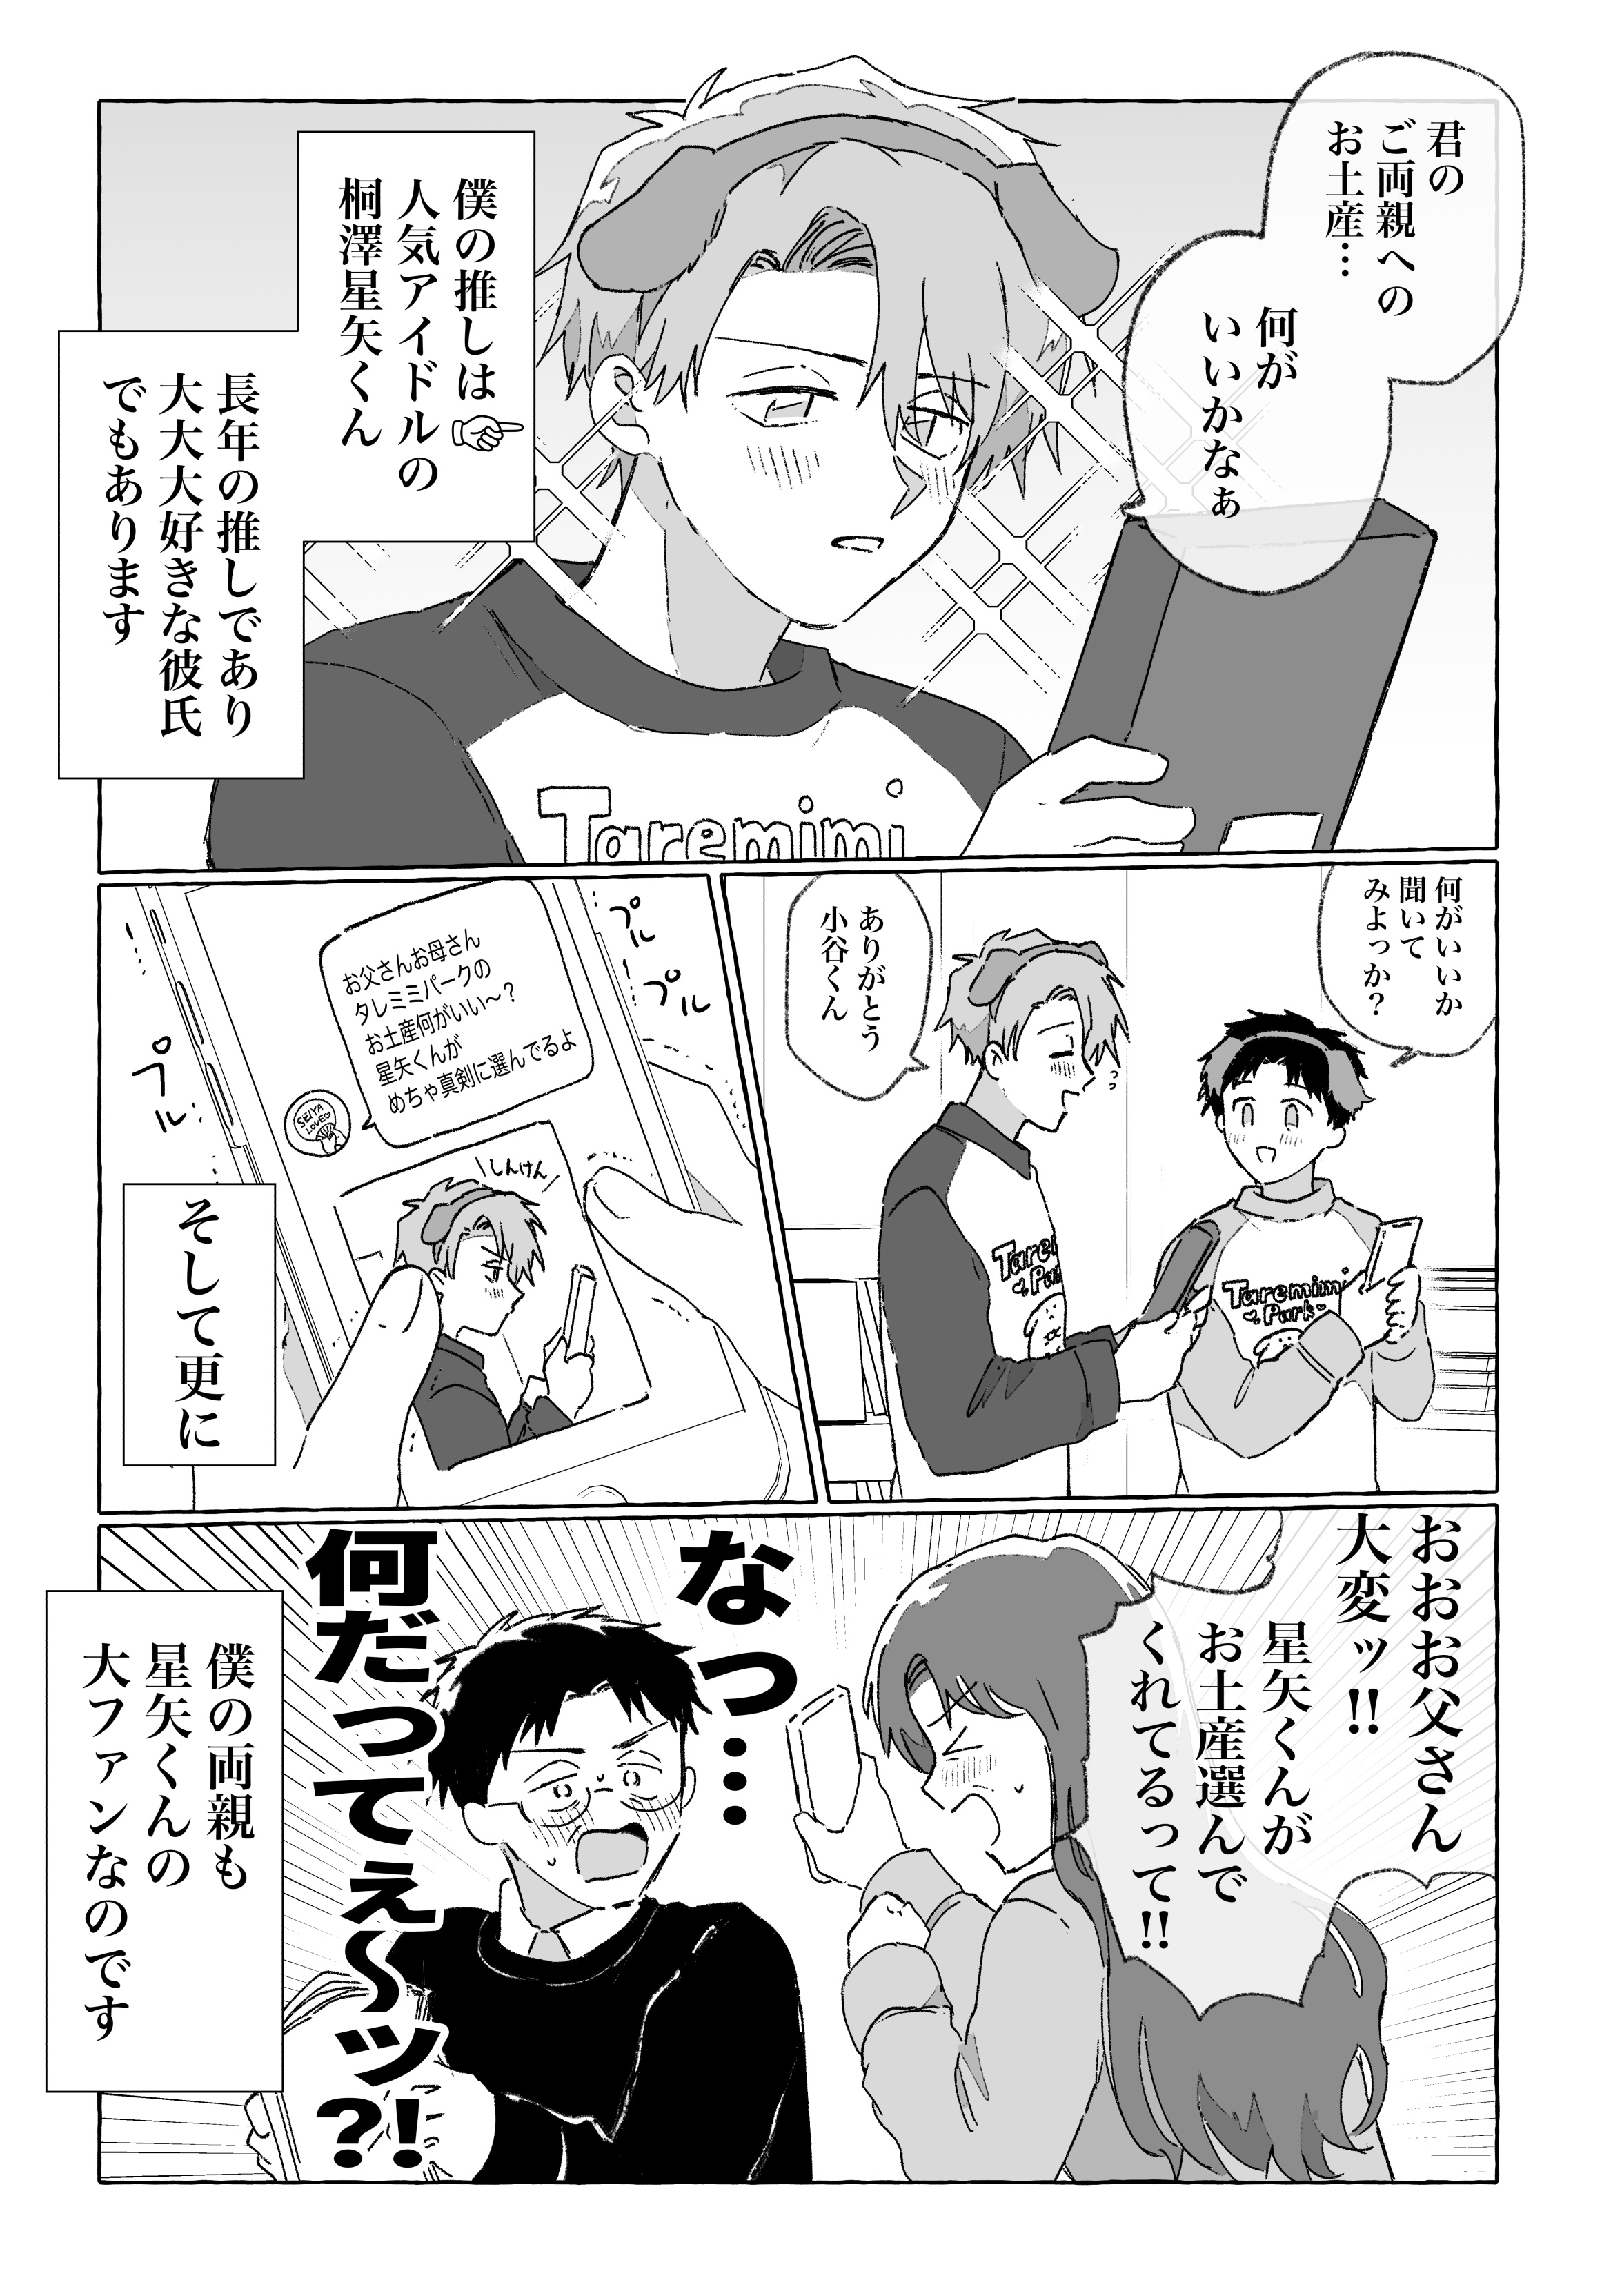 君の
ご両親への
お土産…
何が
いいかなぁ
僕の推しは☞
人気アイドルの
桐澤星矢くん
長年の推しであり
大大大好きな彼氏
でもあります
Taremimi
何がいいか
聞いて
みよっか？
ありがとう
小谷くん
Tarem
Par
Taremimi
Park
プル
プル
お父さんお母さん
タレミミパークの
お土産何がいい〜？
星矢くんが
めちゃ真剣に選んでるよ
SEIYA
LOVE♡
しんけん
プル
そして更に
おおお父さん
大変ッ!!
星矢くんが
お土産選んで
くれてるって!!
なっ…
何だってぇ〜ッ?!
僕の両親も
星矢くんの
大ファンなのです